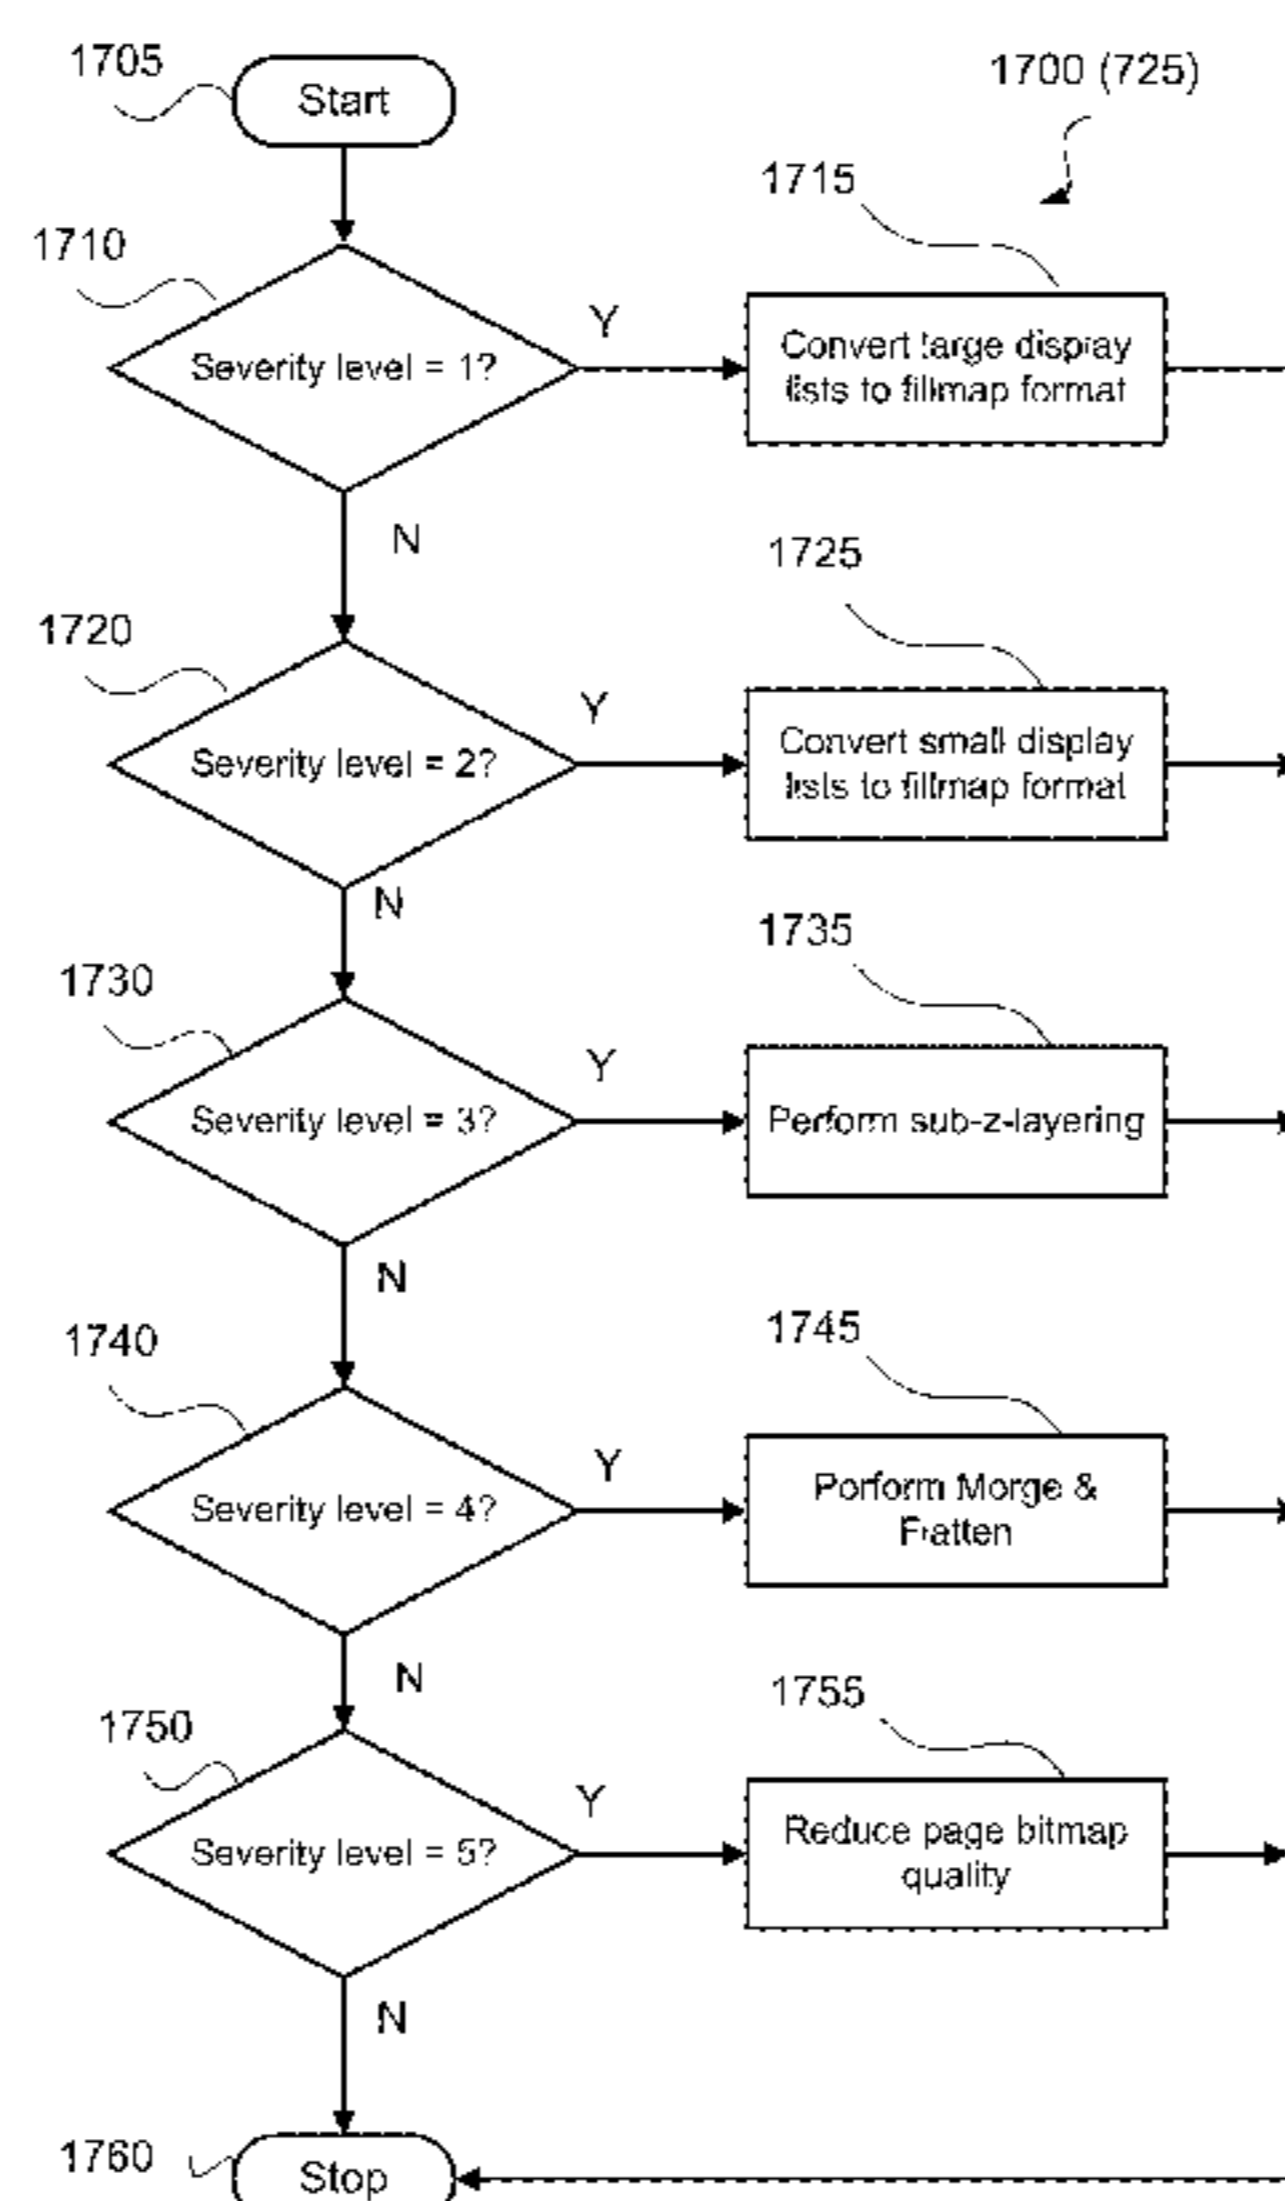 1705
Start
1700 (725)
1710
Severity level = 1?
Y
1715
Convert large display
lists to fillmap format
N
1720
Severity level = 2?
Y
1725
Convert small display
lists to fillmap format
N
1730
Severity level = 3?
Y
1735
Perform sub-z-layering
N
1740
Severity level = 4?
Y
1745
Perform Merge &
Flatten
N
1750
Severity level = 5?
Y
1755
Reduce page bitmap
quality
N
1760
Stop